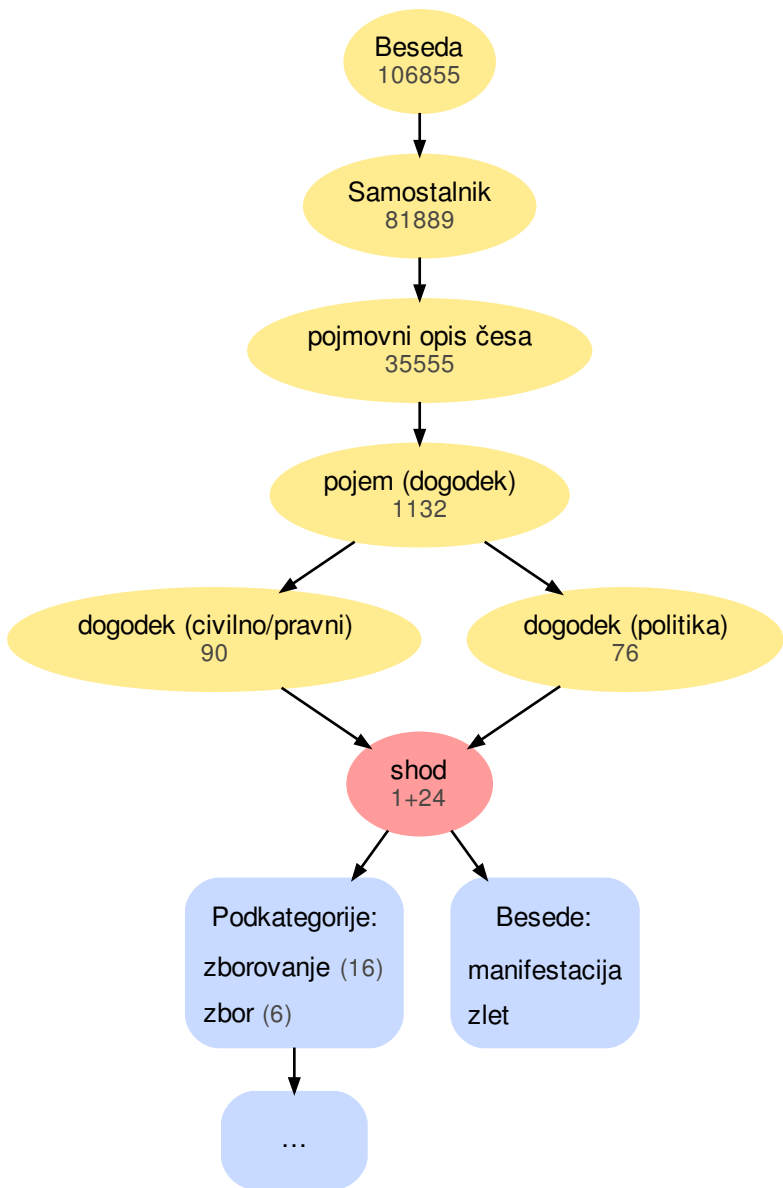 Beseda
106855
Samostalnik
81889
pojmovni opis česa
35555
pojem (dogodek)
1132
dogodek (civilno/pravni)
90
dogodek (politika)
76
shod
1+24
Podkategorije:
zborovanje (16)
zbor (6)
Besede:
manifestacija
zlet
...